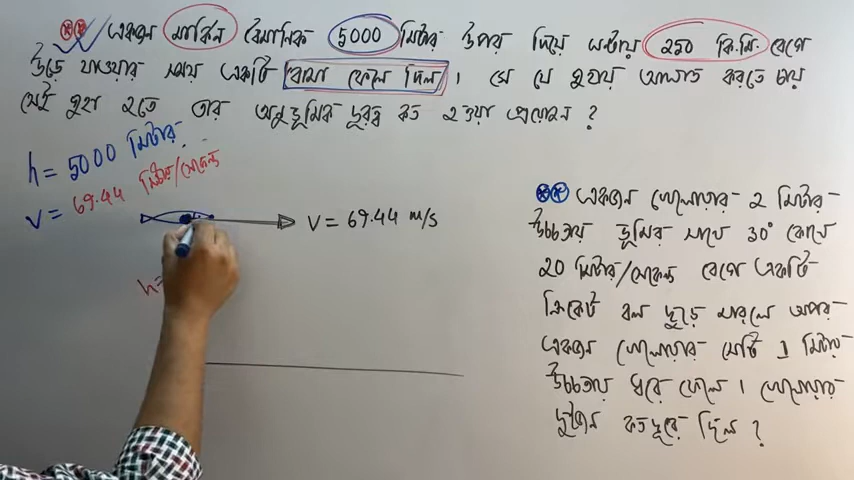 একজন মার্কিন বৈমানিক 5000 মিটার উপর দিয়ে ঘন্টায় 250 কি.মি. বেগে
উড়ে যাওয়ার সময় একটি বোমা ফেলে দিল। সে যে গুহায় আঘাত করতে চায়
সেই গুহা হতে তার অনুভূমিক দূরত্ব কত হওয়া প্রয়োজন?
h = 5000 মিটার
v = 69.44 মিটার/সেকেন্ড
V = 69.44 m/s
h=
একজন খেলোয়াড় 2 মিটার
উচ্চতায় ভূমির সাথে 30° কোণে
20 মিটার/সেকেন্ড বেগে একটি
ক্রিকেট বল ছুড়ে মারলে অপর
একজন খেলোয়াড় সেটি 1 মিটার
উচ্চতায় ধরে ফেলে। খেলোয়াড়
দুইজন কতদূরে ছিল?